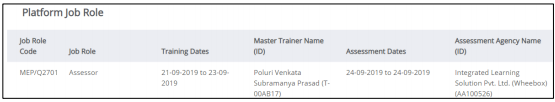 Platform Job Role
Job Role Code Job Role Training Dates Master Trainer Name (ID) Assessment Dates Assessment Agency Name (ID)
MEP/Q2701 Assessor 21-09-2019 to 23-09-2019 Poluri Venkata Subramanya Prasad (T-00AB17) 24-09-2019 to 24-09-2019 Integrated Learning Solution Pvt. Ltd. (Wheebox) (AA100526)